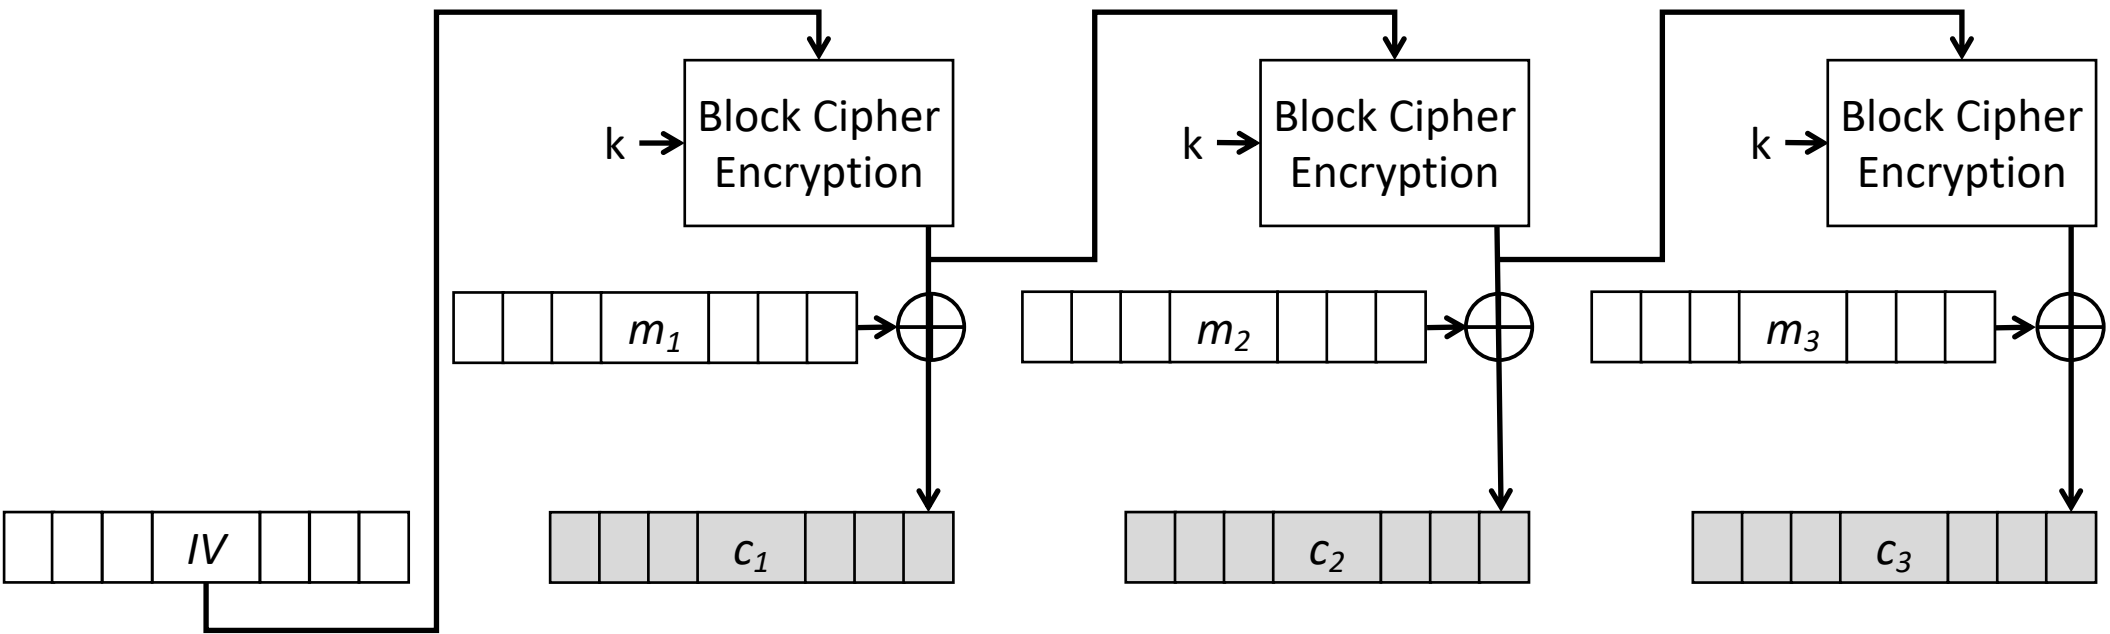 Block Cipher
Encryption
k
Block Cipher
Encryption
k
Block Cipher
Encryption
k
m₁
m₂
m₃
IV
c₁
c₂
c₃